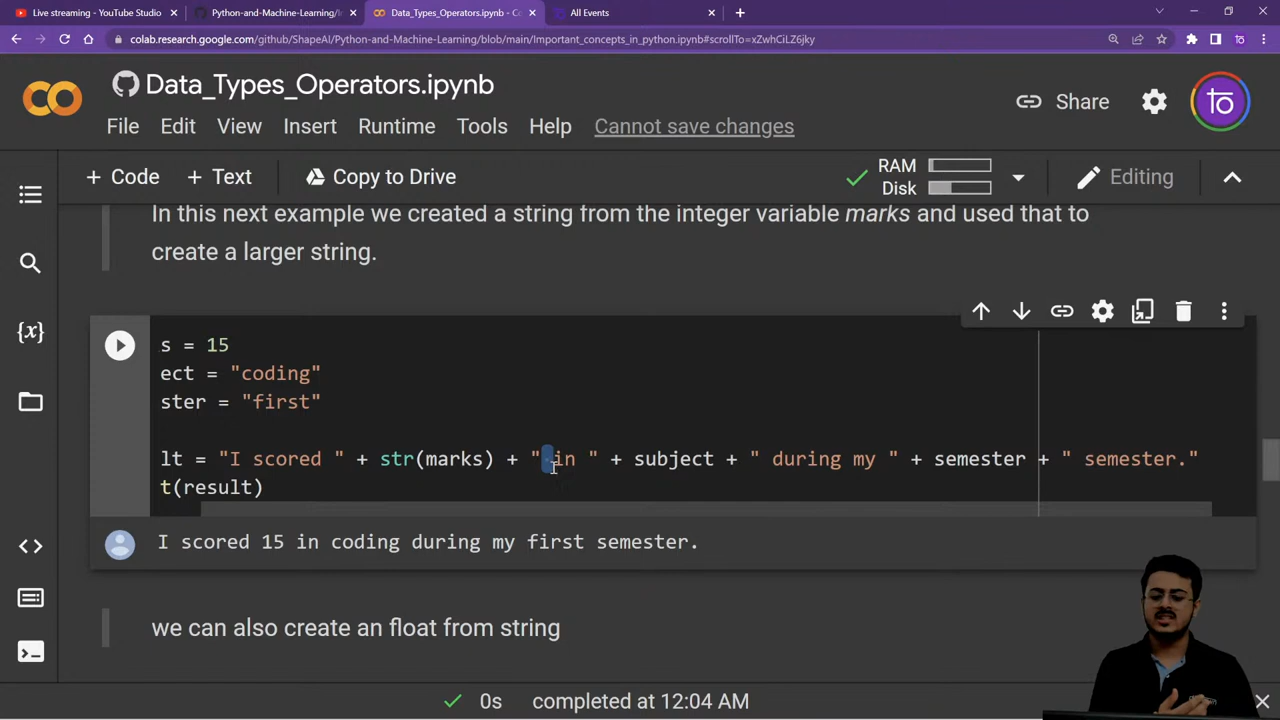 Live streaming - YouTube Studio
Python-and-Machine-Learning/I
Data_Types_Operators.ipynb - Co
All Events
colab.research.google.com/github/ShapeAI/Python-and-Machine-Learning/blob/main/Important_concepts_in_python.ipynb#scrollTo=xZwhCiLZ6jky
Data_Types_Operators.ipynb
Share
File Edit View Insert Runtime Tools Help Cannot save changes
+ Code + Text Copy to Drive
RAM
Disk
Editing
In this next example we created a string from the integer variable marks and used that to
create a larger string.
{x}
s = 15
ect = "coding"
ster = "first"
lt = "I scored " + str(marks) + " in " + subject + " during my " + semester + " semester."
t(result)
I scored 15 in coding during my first semester.
we can also create an float from string
0s completed at 12:04 AM